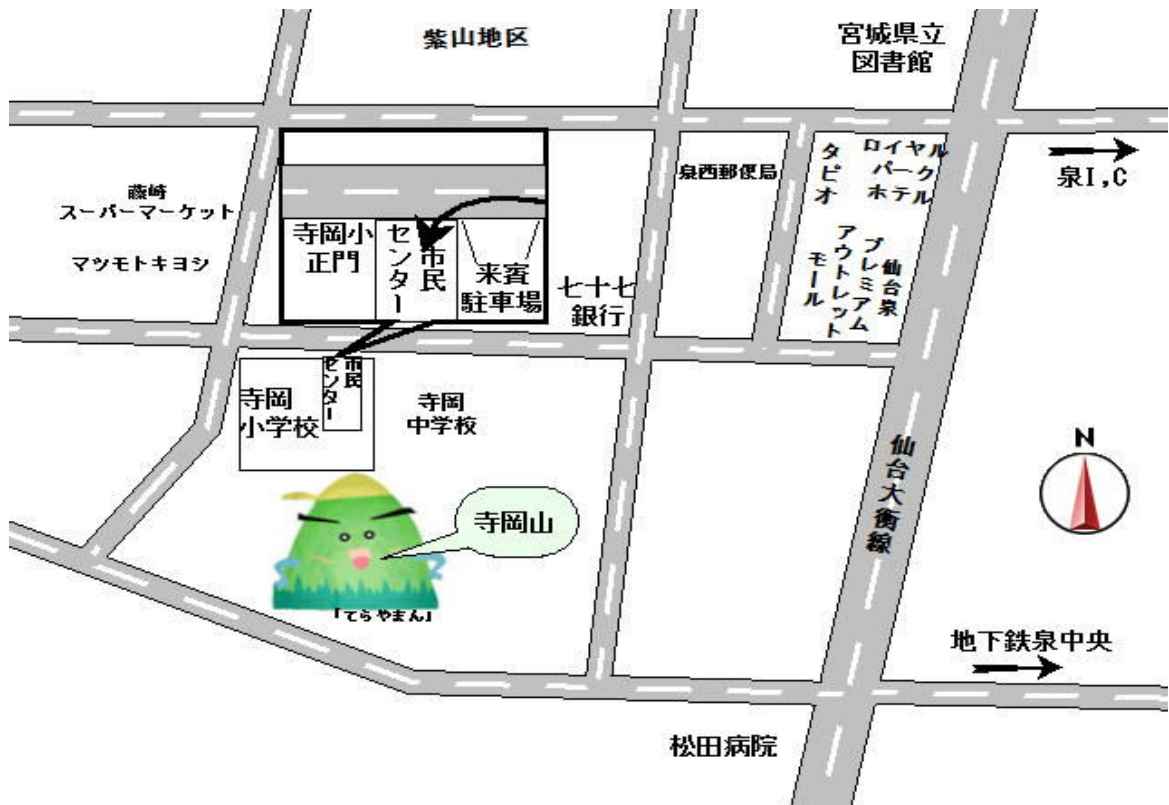 紫山地区
宮城県立
図書館
泉I,C
藤崎
スーパーマーケット
マツモトキヨシ
寺岡小
正門
市民
センター
来賓
駐車場
七十七
銀行
泉西郵便局
タピオ
ロイヤル
パーク
ホテル
仙台泉
プレミアム
アウトレット
モール
市民
センター
寺岡
小学校
寺岡
中学校
仙台大衡線
N
寺岡山
「てらやまん」
地下鉄泉中央
松田病院